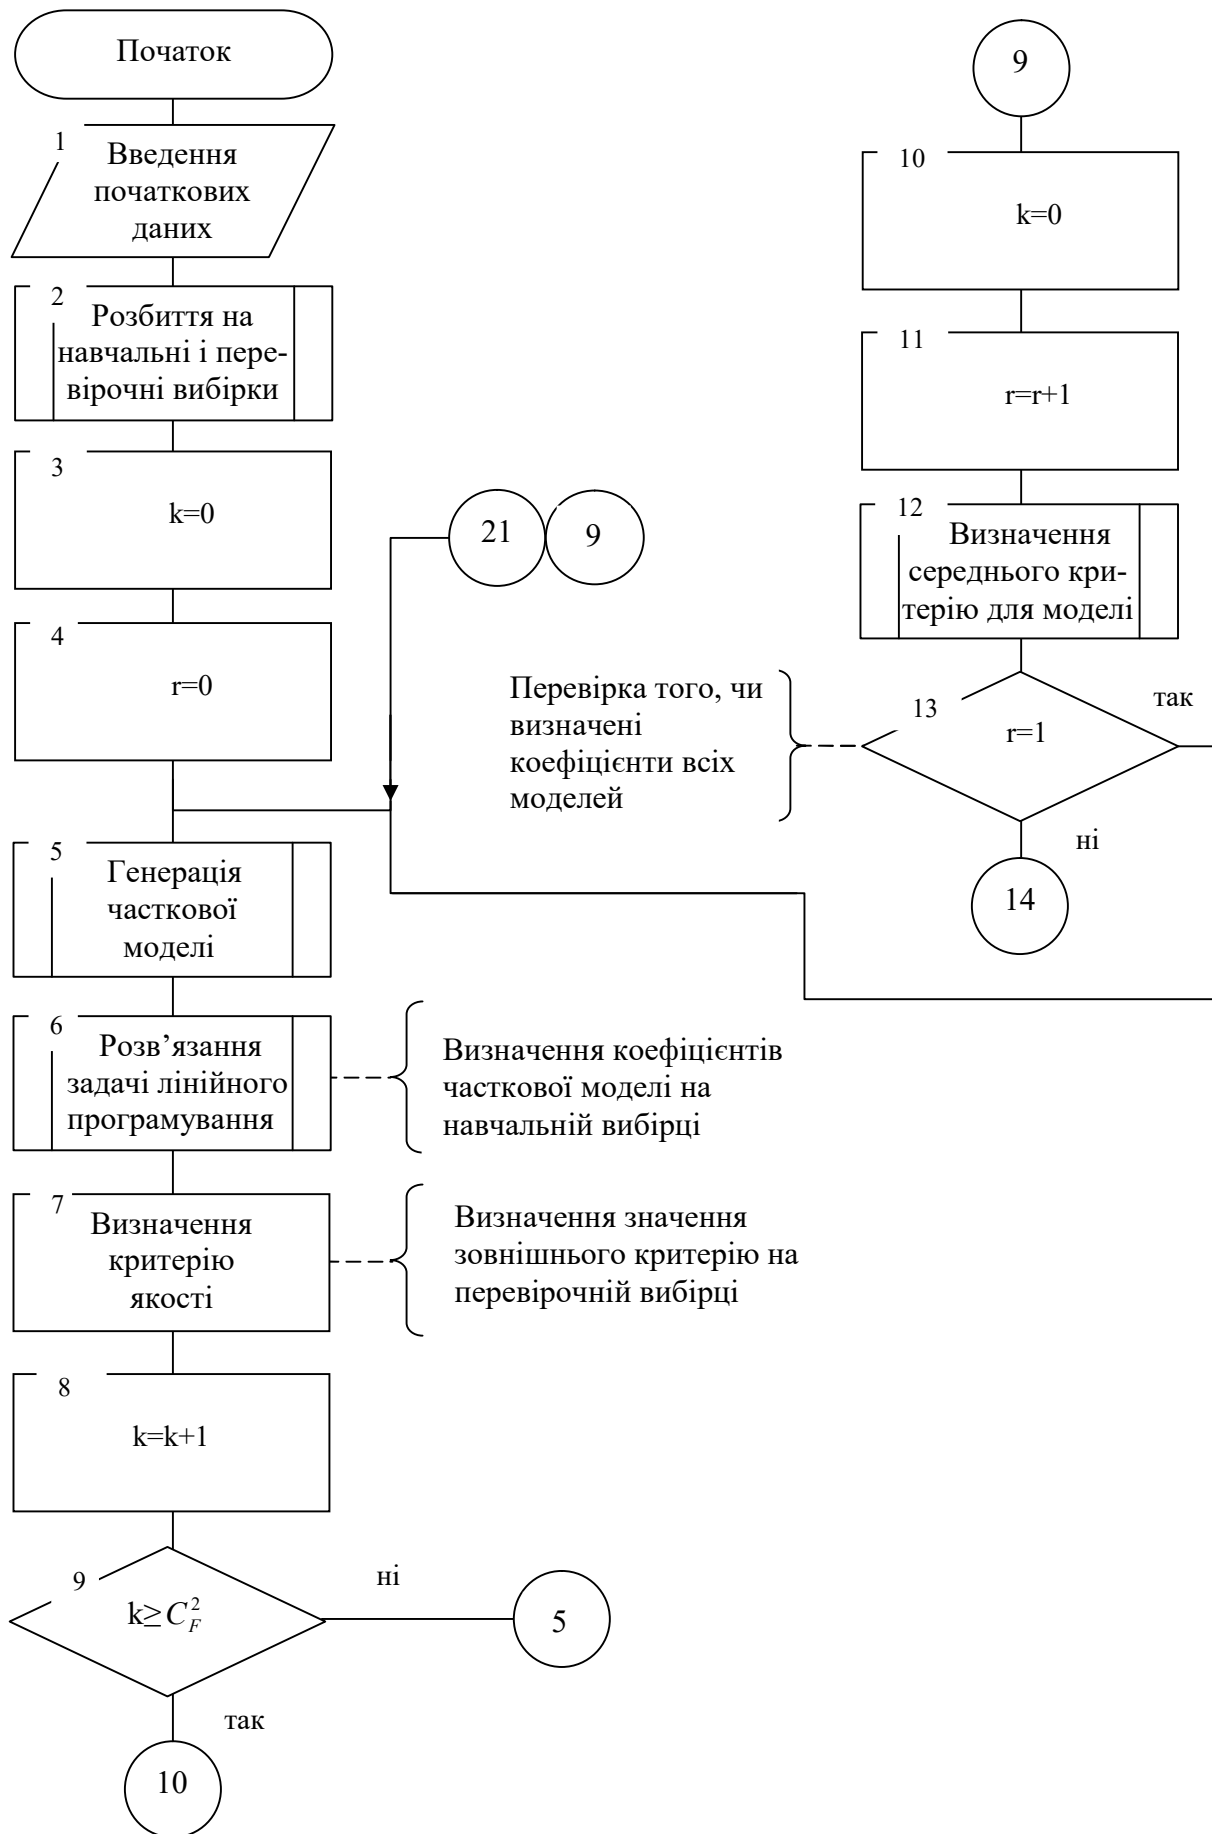 Початок
1
Введення
початкових
даних
2
Розбиття на
навчальні і пере-
вірочні вибірки
3
k=0
4
r=0
21
9
5
Генерація
часткової
моделі
6
Розв’язання
задачі лінійного
програмування
Визначення коефіцієнтів
часткової моделі на
навчальній вибірці
7
Визначення
критерію
якості
Визначення значення
зовнішнього критерію на
перевірочній вибірці
8
k=k+1
9
k≥C_F^2
ні
5
так
10
9
10
k=0
11
r=r+1
12
Визначення
середнього кри-
терію для моделі
Перевірка того, чи
визначені
коефіцієнти всіх
моделей
13
r=1
так
ні
14